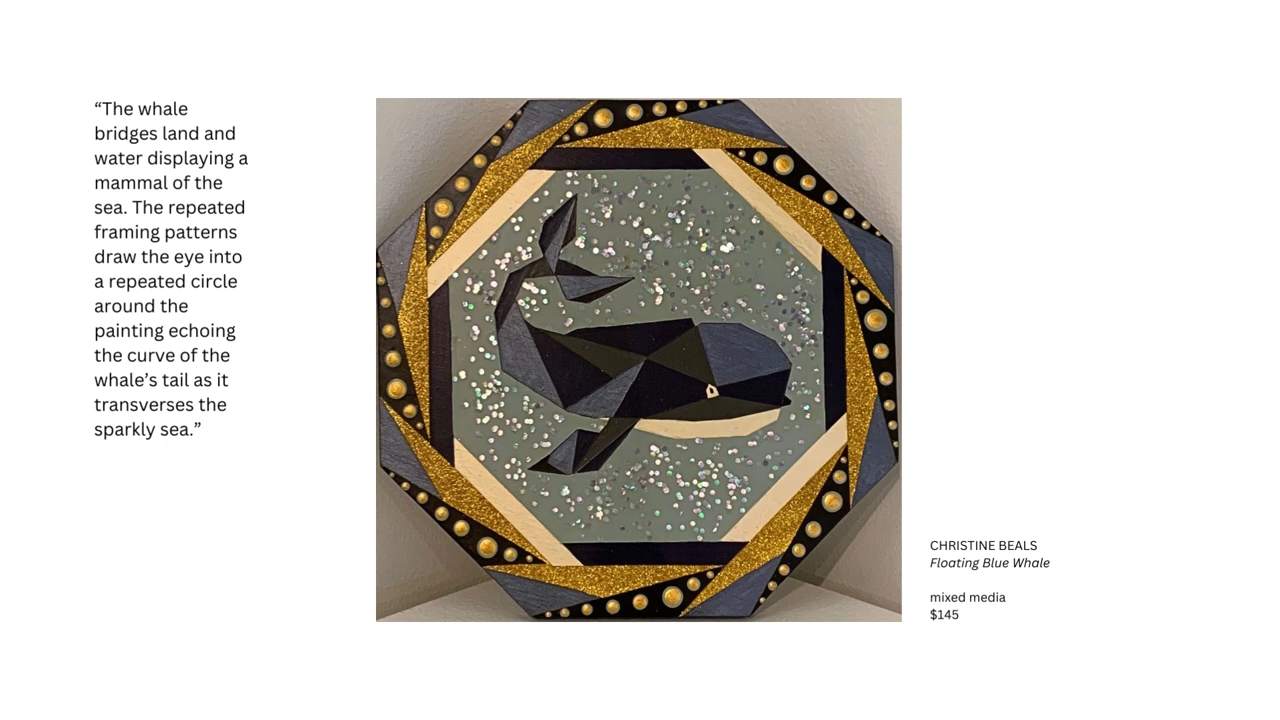 “The whale
bridges land and
water displaying a
mammal of the
sea. The repeated
framing patterns
draw the eye into
a repeated circle
around the
painting echoing
the curve of the
whale’s tail as it
transverses the
sparkly sea.”
CHRISTINE BEALS
Floating Blue Whale
mixed media
$145